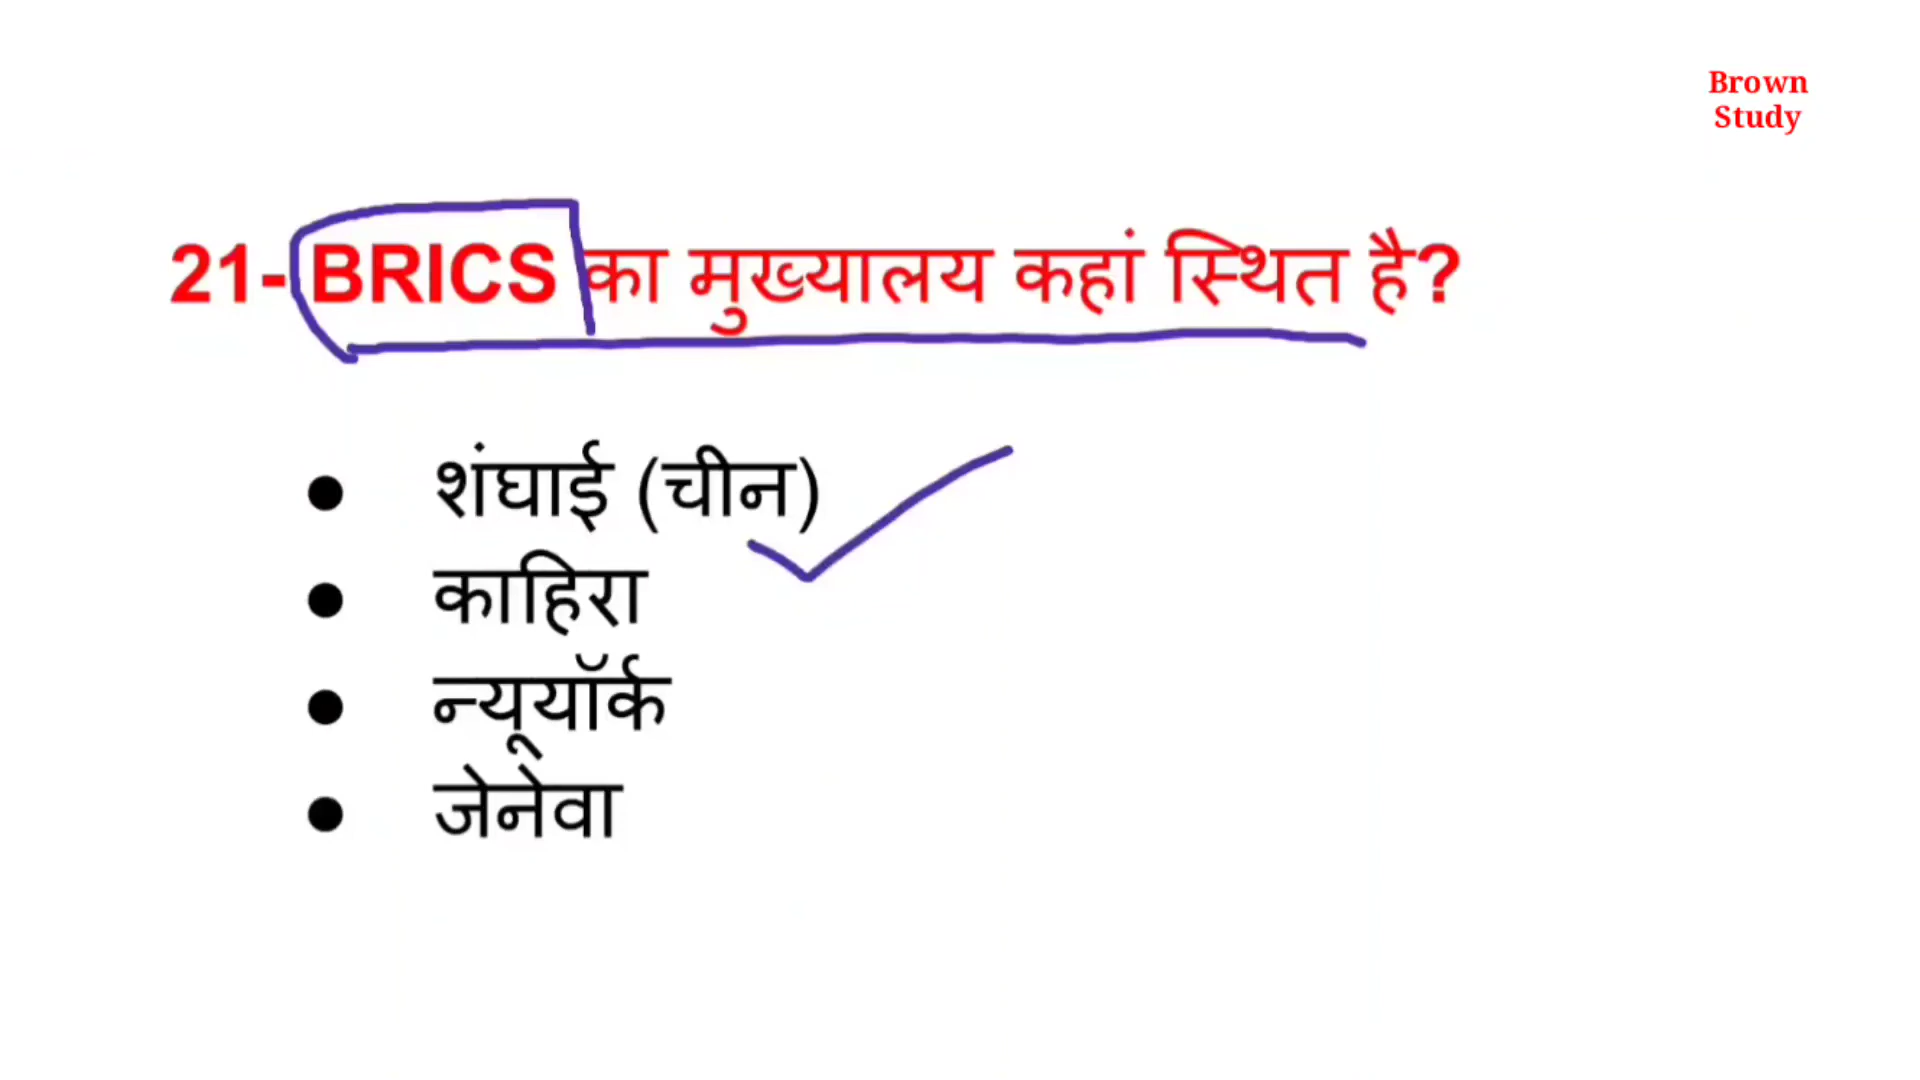 Brown
Study
21- BRICS का मुख्यालय कहां स्थित है?
● शंघाई (चीन)
● काहिरा
● न्यूयॉर्क
● जेनेवा